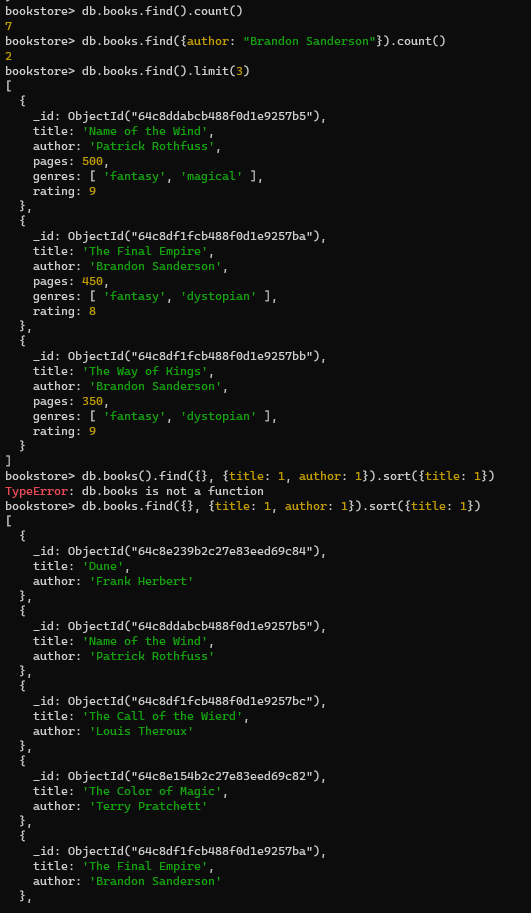 bookstore> db.books.find().count()
7
bookstore> db.books.find({author: "Brandon Sanderson"}).count()
2
bookstore> db.books.find().limit(3)
[
  {
    _id: ObjectId("64c8ddabcb488f0d1e9257b5"),
    title: 'Name of the Wind',
    author: 'Patrick Rothfuss',
    pages: 500,
    genres: [ 'fantasy', 'magical' ],
    rating: 9
  },
  {
    _id: ObjectId("64c8df1fcb488f0d1e9257ba"),
    title: 'The Final Empire',
    author: 'Brandon Sanderson',
    pages: 450,
    genres: [ 'fantasy', 'dystopian' ],
    rating: 8
  },
  {
    _id: ObjectId("64c8df1fcb488f0d1e9257bb"),
    title: 'The Way of Kings',
    author: 'Brandon Sanderson',
    pages: 350,
    genres: [ 'fantasy', 'dystopian' ],
    rating: 9
  }
]
bookstore> db.books().find({}, {title: 1, author: 1}).sort({title: 1})
TypeError: db.books is not a function
bookstore> db.books.find({}, {title: 1, author: 1}).sort({title: 1})
[
  {
    _id: ObjectId("64c8e239b2c27e83eed69c84"),
    title: 'Dune',
    author: 'Frank Herbert'
  },
  {
    _id: ObjectId("64c8ddabcb488f0d1e9257b5"),
    title: 'Name of the Wind',
    author: 'Patrick Rothfuss'
  },
  {
    _id: ObjectId("64c8df1fcb488f0d1e9257bc"),
    title: 'The Call of the Wierd',
    author: 'Louis Theroux'
  },
  {
    _id: ObjectId("64c8e154b2c27e83eed69c82"),
    title: 'The Color of Magic',
    author: 'Terry Pratchett'
  },
  {
    _id: ObjectId("64c8df1fcb488f0d1e9257ba"),
    title: 'The Final Empire',
    author: 'Brandon Sanderson'
  },